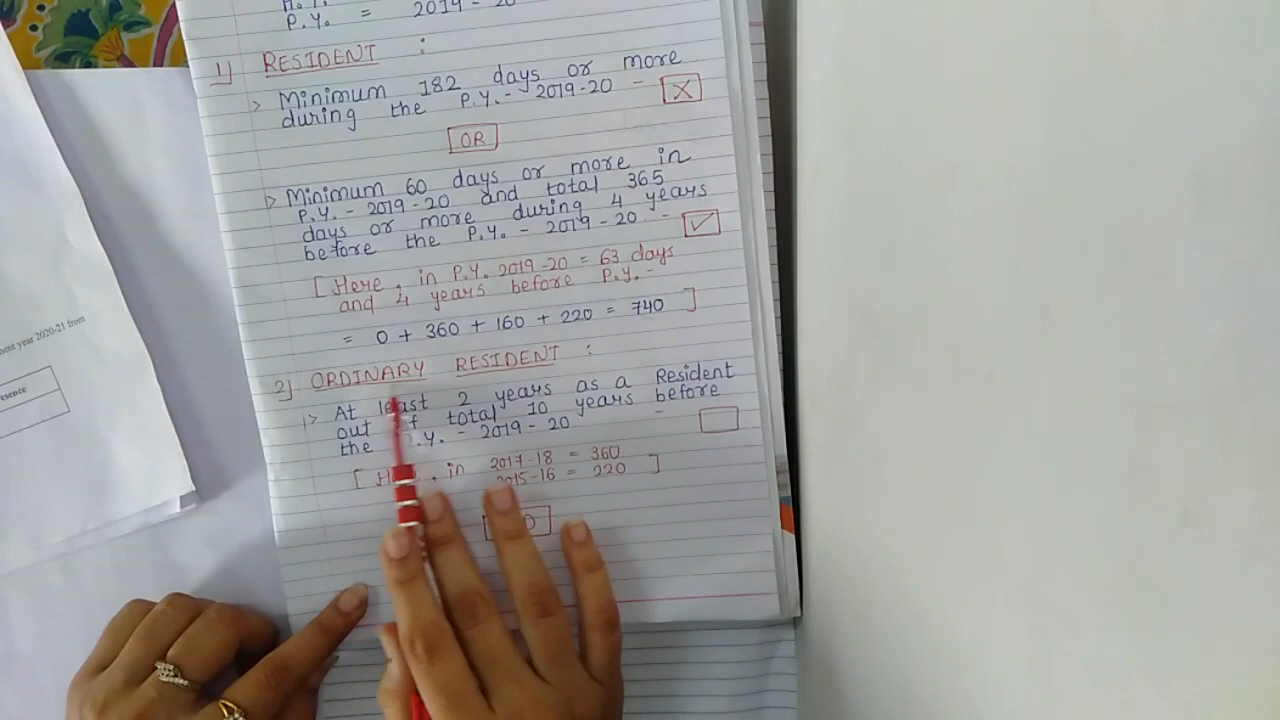 P.Y. = 2019-20
1) RESIDENT :
> Minimum 182 days or more
during the P.Y. - 2019-20 -
X
OR
> Minimum 60 days or more in
P.Y. - 2019-20 and total 365
days or more during 4 years
before the P.Y. - 2019-20 - ✓
[Here, in P.Y. 2019-20 = 63 days
and 4 years before P.Y.-
= 0 + 360 + 160 + 220 = 740 ]
2) ORDINARY RESIDENT :
> At least 2 years as a Resident
out of total 10 years before
the P.Y. - 2019-20 -
[ in 2017-18 = 360
2015-16 = 220 ]
year 2020-21 from